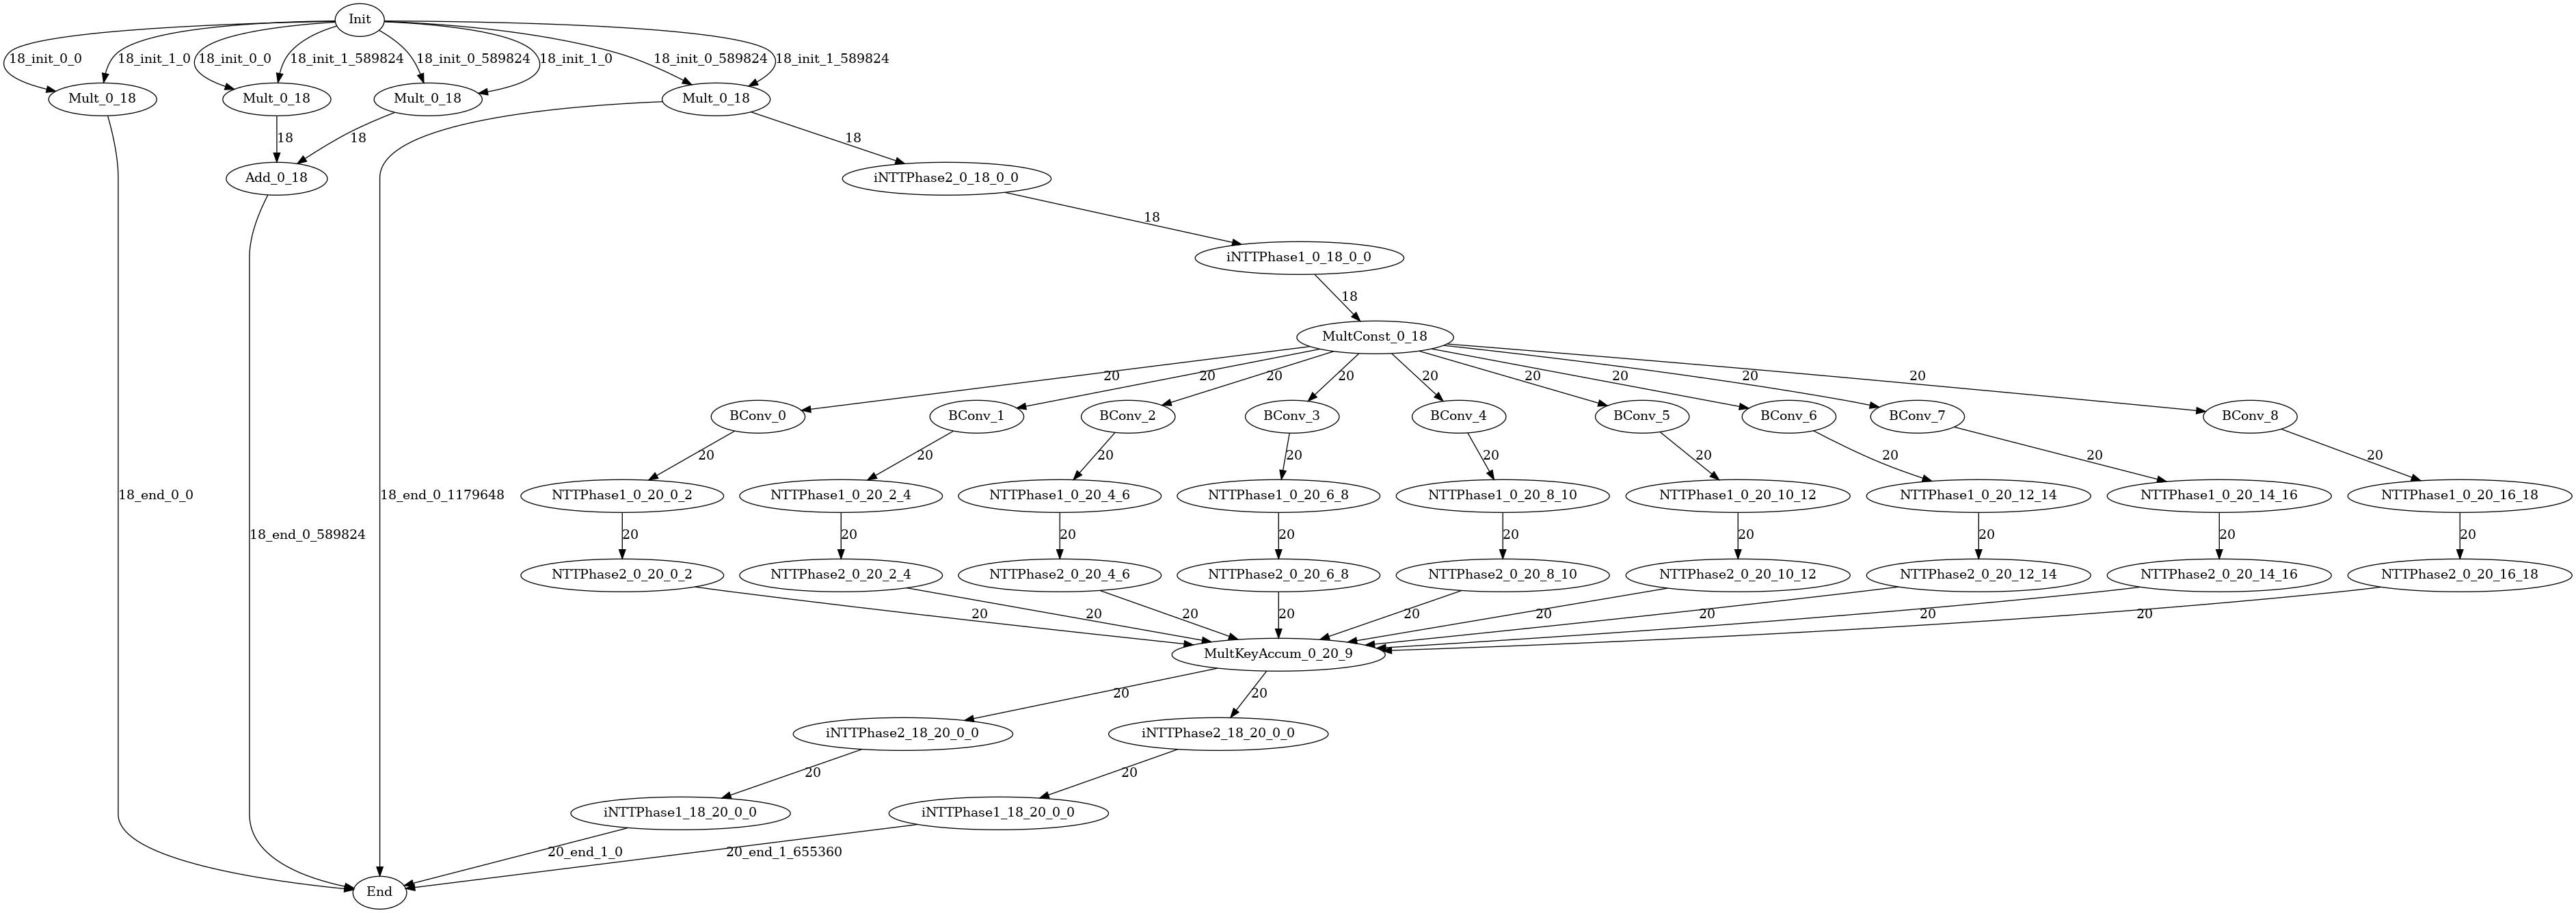 Init
18_init_0_0
18_init_1_0
18_init_0_0
18_init_1_589824
18_init_0_589824
18_init_1_0
18_init_0_589824
18_init_1_589824
Mult_0_18
Mult_0_18
Mult_0_18
Mult_0_18
18
18
18
Add_0_18
iNTTPhase2_0_18_0_0
18
iNTTPhase1_0_18_0_0
18
MultConst_0_18
20
20
20
20
20
20
20
20
20
BConv_0
BConv_1
BConv_2
BConv_3
BConv_4
BConv_5
BConv_6
BConv_7
BConv_8
20
20
20
20
20
20
20
20
20
18_end_0_0
18_end_0_1179648
NTTPhase1_0_20_0_2
NTTPhase1_0_20_2_4
NTTPhase1_0_20_4_6
NTTPhase1_0_20_6_8
NTTPhase1_0_20_8_10
NTTPhase1_0_20_10_12
NTTPhase1_0_20_12_14
NTTPhase1_0_20_14_16
NTTPhase1_0_20_16_18
18_end_0_589824
20
20
20
20
20
20
20
20
20
NTTPhase2_0_20_0_2
NTTPhase2_0_20_2_4
NTTPhase2_0_20_4_6
NTTPhase2_0_20_6_8
NTTPhase2_0_20_8_10
NTTPhase2_0_20_10_12
NTTPhase2_0_20_12_14
NTTPhase2_0_20_14_16
NTTPhase2_0_20_16_18
20
20
20
20
20
20
20
20
20
MultKeyAccum_0_20_9
20
20
iNTTPhase2_18_20_0_0
iNTTPhase2_18_20_0_0
20
20
iNTTPhase1_18_20_0_0
iNTTPhase1_18_20_0_0
20_end_1_0
20_end_1_655360
End